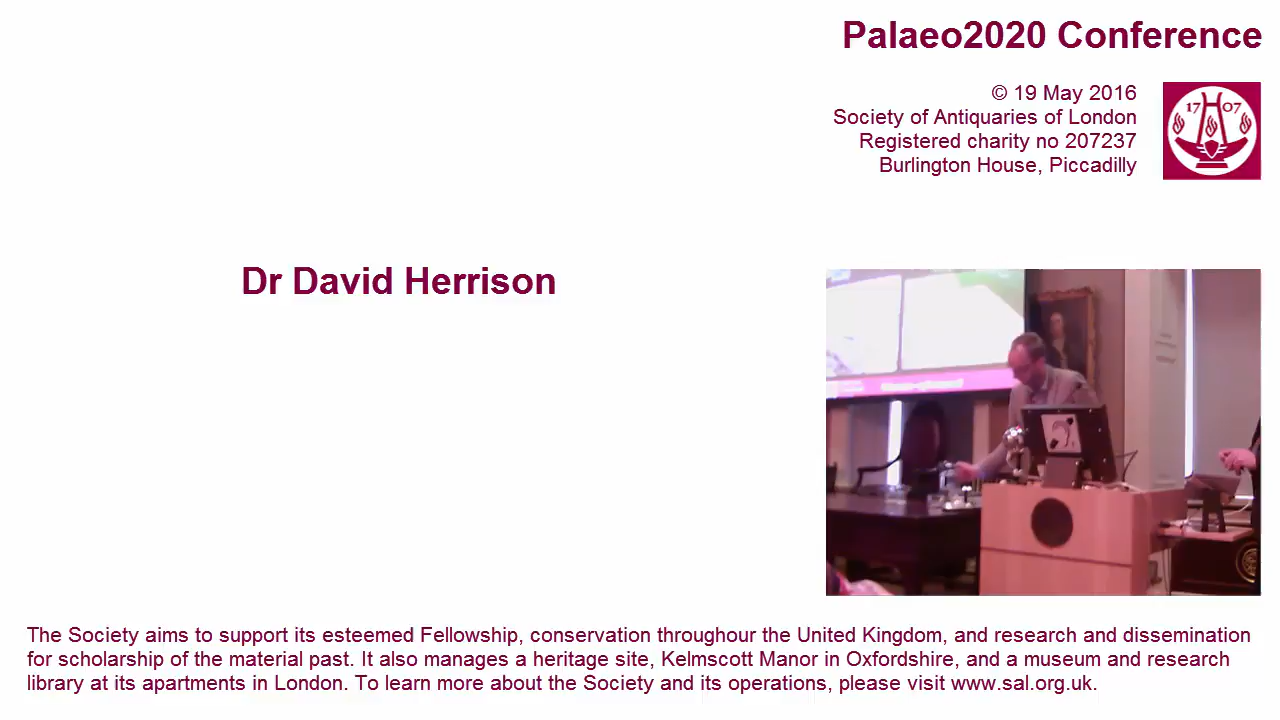 Palaeo2020 Conference
© 19 May 2016
Society of Antiquaries of London
Registered charity no 207237
Burlington House, Piccadilly
17 07
Dr David Herrison
The Society aims to support its esteemed Fellowship, conservation throughour the United Kingdom, and research and dissemination
for scholarship of the material past. It also manages a heritage site, Kelmscott Manor in Oxfordshire, and a museum and research
library at its apartments in London. To learn more about the Society and its operations, please visit www.sal.org.uk.